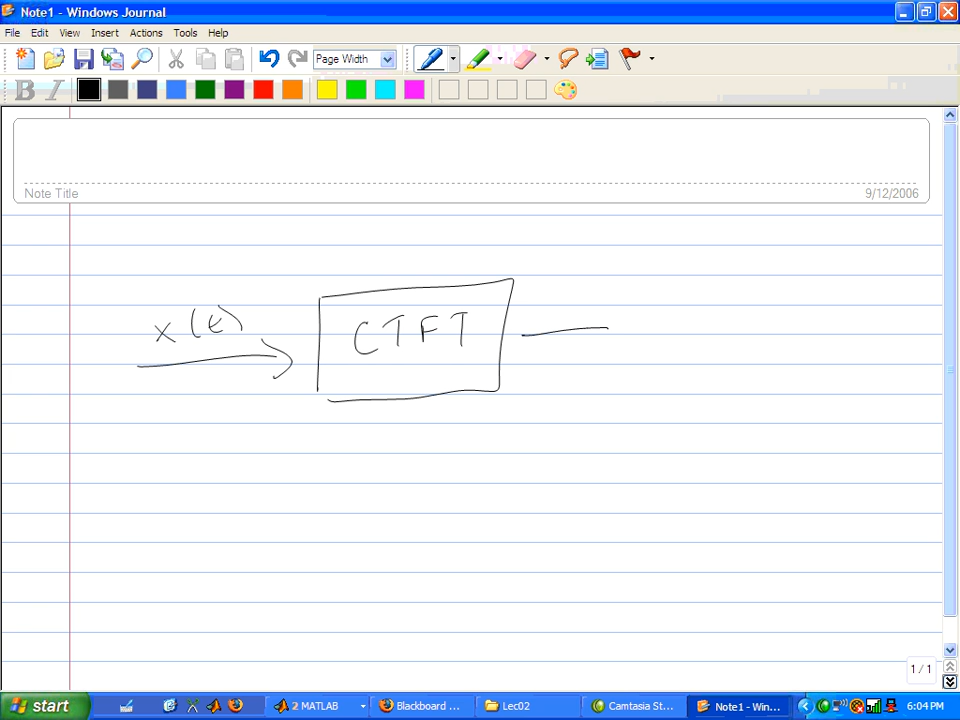 Note1 - Windows Journal
File Edit View Insert Actions Tools Help
Page Width
B I
Note Title
9/12/2006
x(t)
CTFT
1 / 1
start
2 MATLAB
Blackboard ...
Lec02
Camtasia St...
Note1 - Win...
6:04 PM